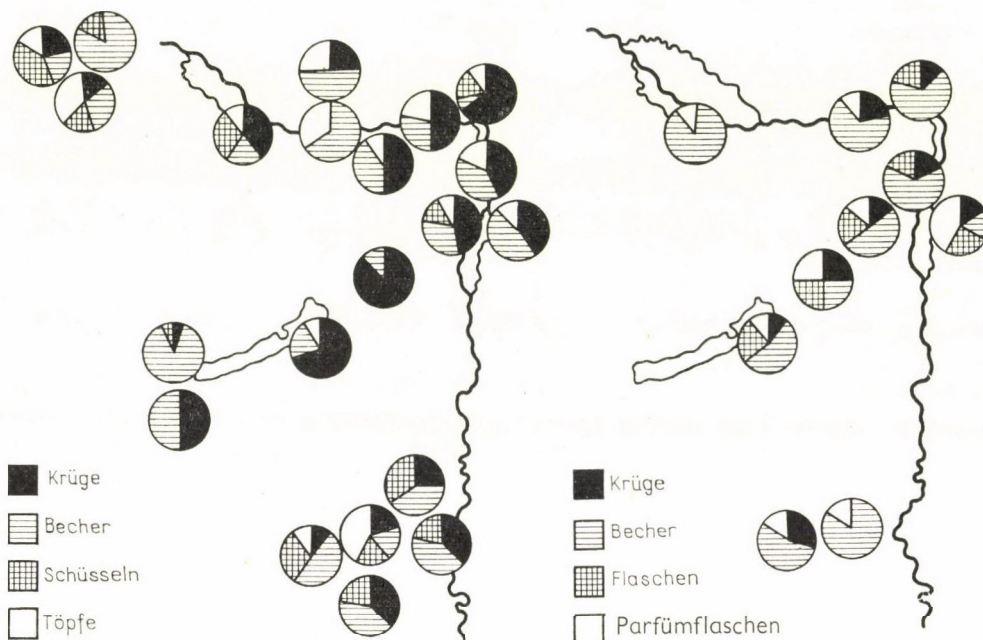 Krüge
Becher
Schüsseln
Töpfe
Krüge
Becher
Flaschen
Parfümflaschen